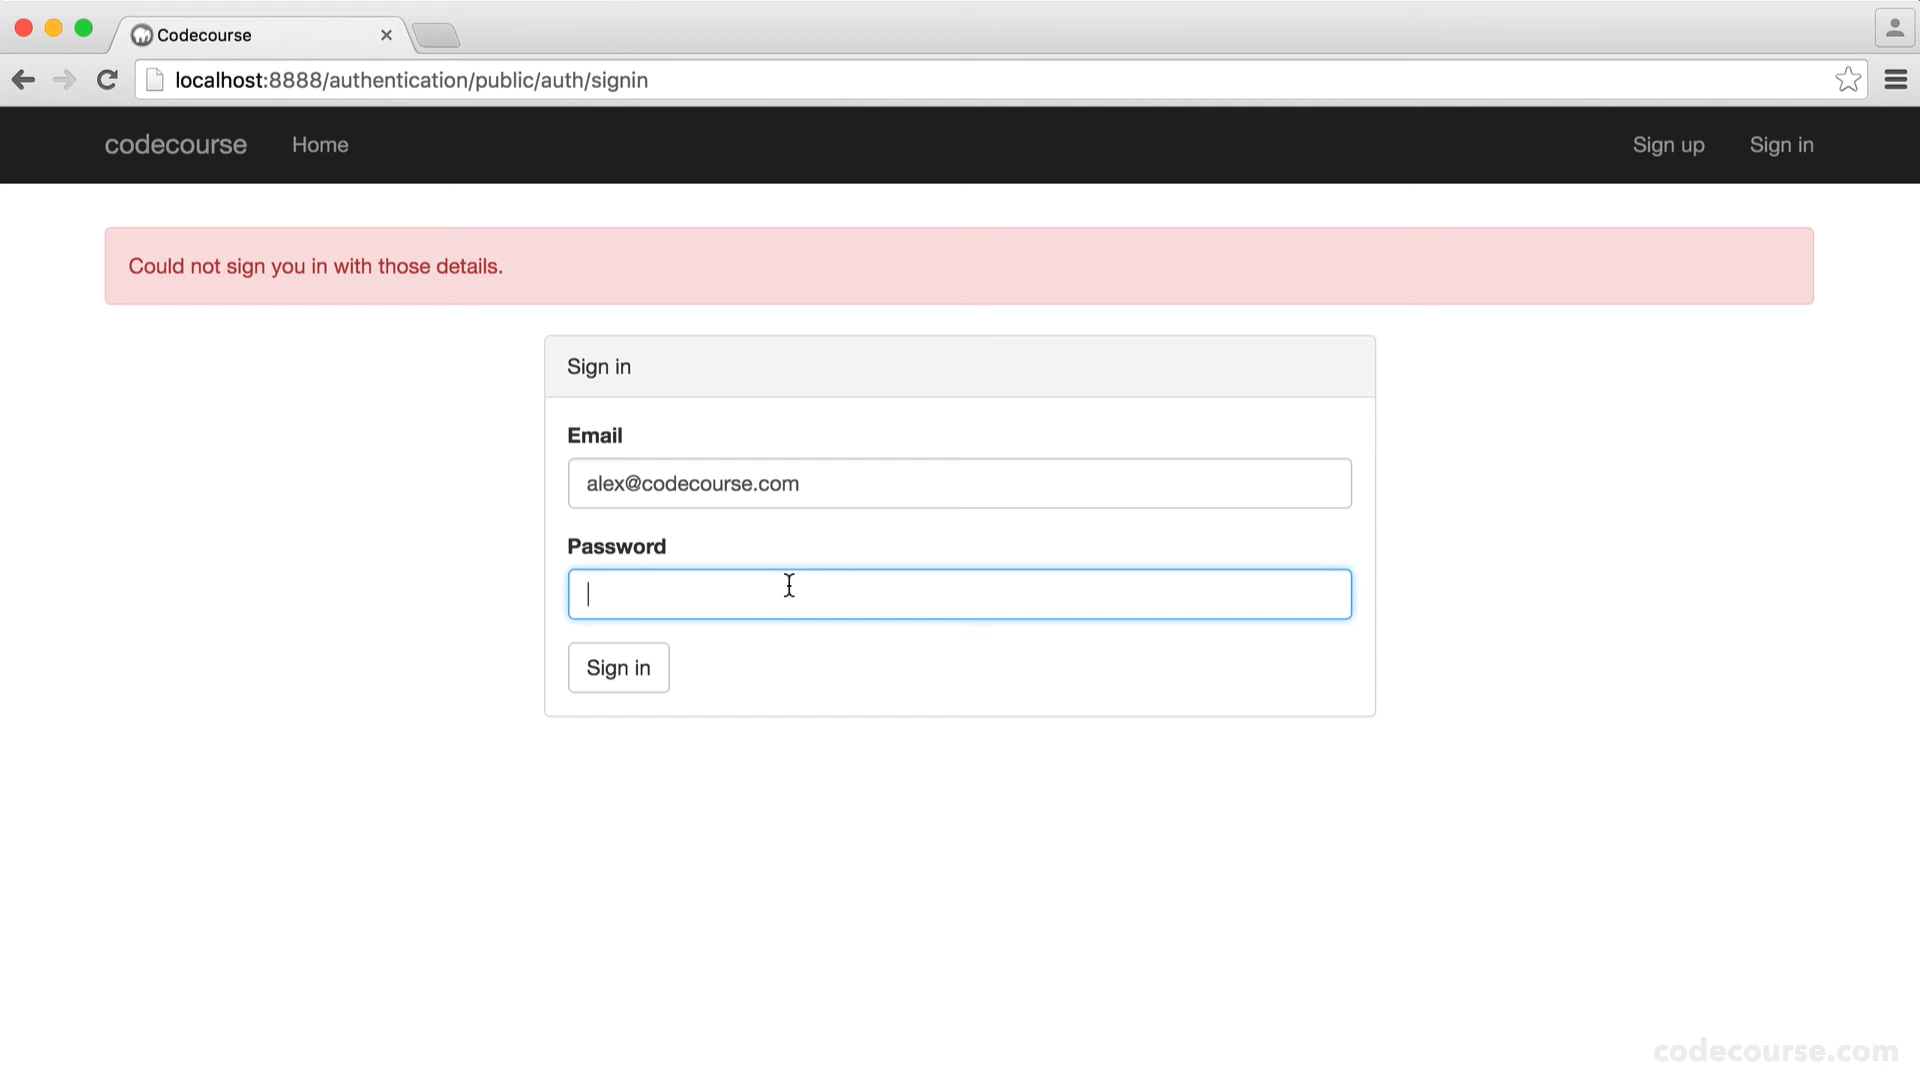 Codecourse
localhost:8888/authentication/public/auth/signin
codecourse Home Sign up Sign in
Could not sign you in with those details.
Sign in
Email
alex@codecourse.com
Password
Sign in
codecourse.com